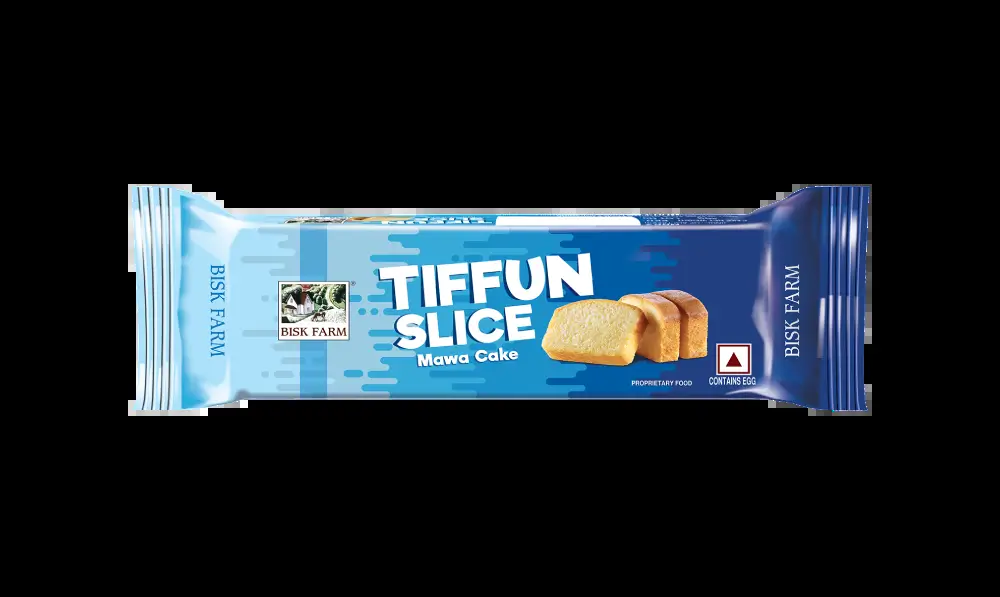 BISK FARM
BISK FARM
®
TIFFUN
SLICE
Mawa Cake
PROPRIETARY FOOD
CONTAINS EGG
BISK FARM